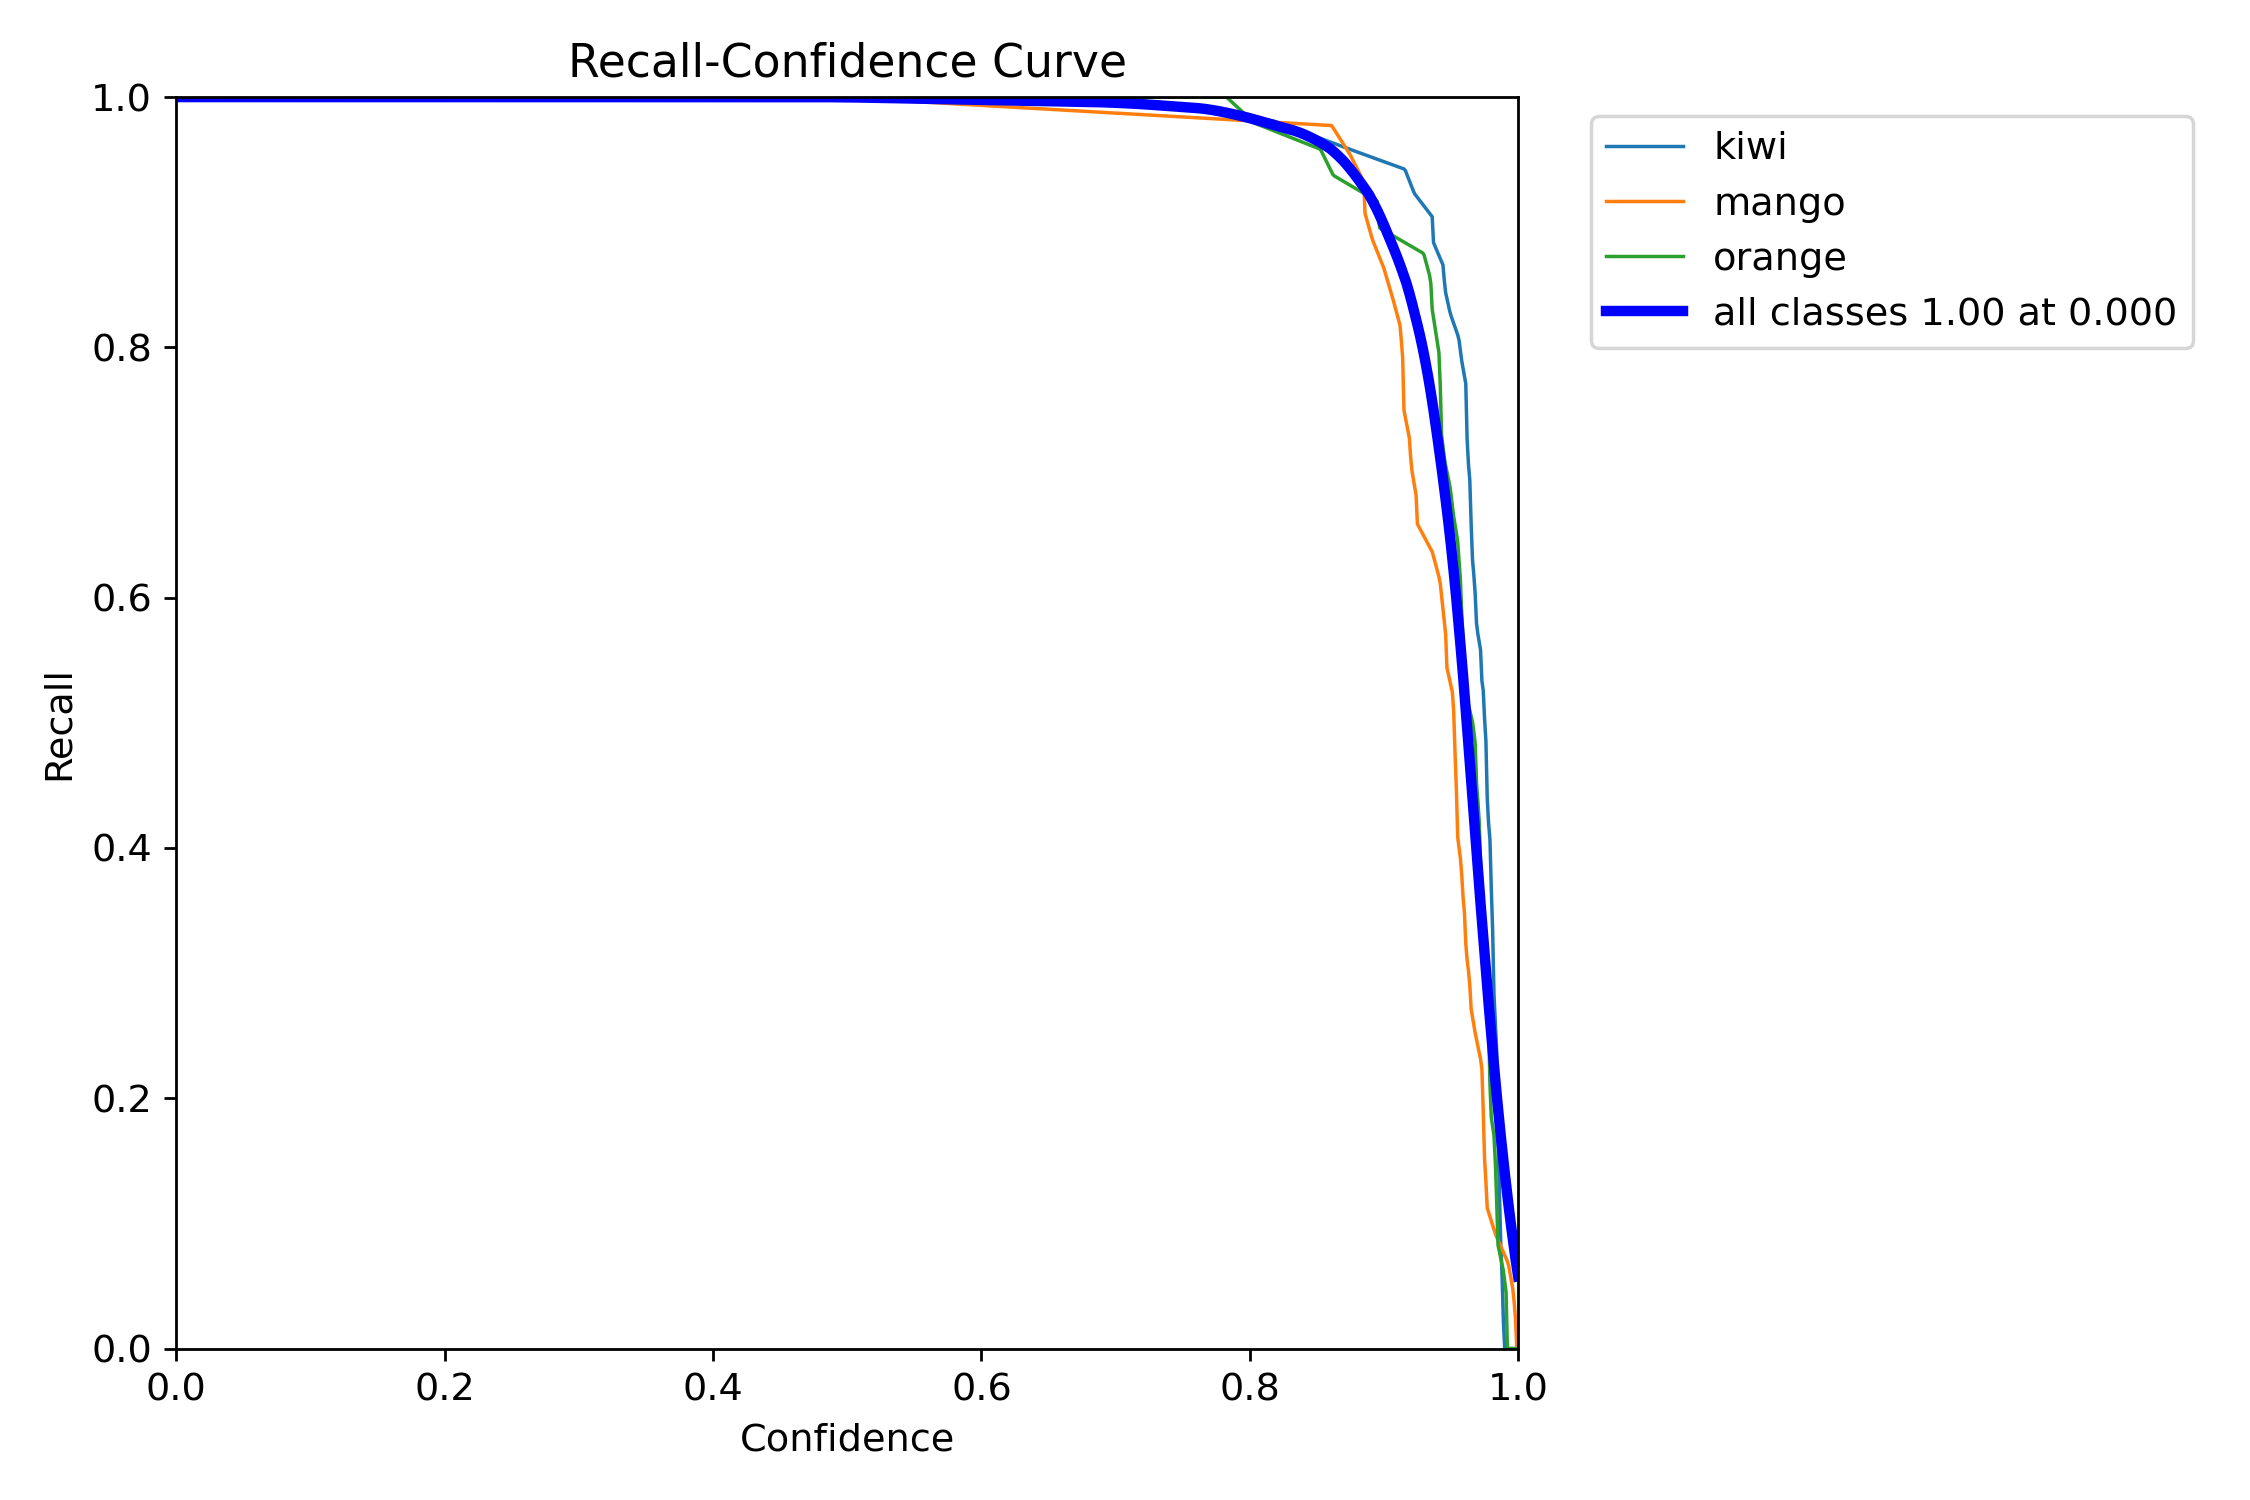 Recall-Confidence Curve
1.0
0.8
0.6
0.4
0.2
0.0
Recall
0.0 0.2 0.4 0.6 0.8 1.0
Confidence
kiwi
mango
orange
all classes 1.00 at 0.000